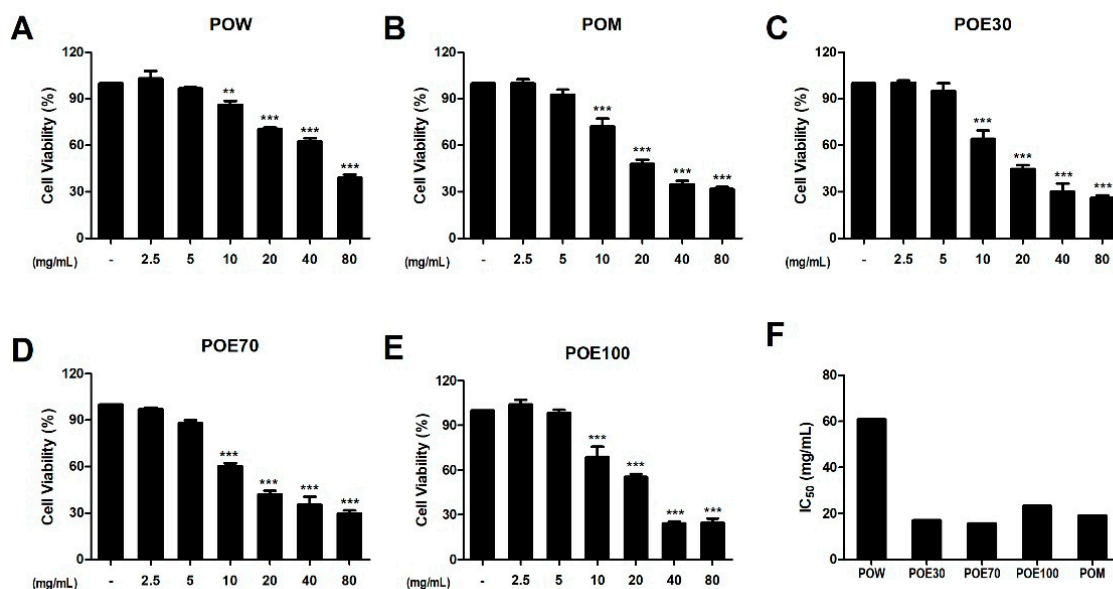 A
POW
120
90
60
30
0
Cell Viability (%)
** *** *** ***
(mg/mL) - 2.5 5 10 20 40 80
B
POM
120
90
60
30
0
Cell Viability (%)
*** *** *** ***
(mg/mL) - 2.5 5 10 20 40 80
C
POE30
120
90
60
30
0
Cell Viability (%)
*** *** *** ***
(mg/mL) - 2.5 5 10 20 40 80
D
POE70
120
90
60
30
0
Cell Viability (%)
*** *** *** ***
(mg/mL) - 2.5 5 10 20 40 80
E
POE100
120
90
60
30
0
Cell Viability (%)
*** *** *** ***
(mg/mL) - 2.5 5 10 20 40 80
F
80
60
40
20
0
IC50 (mg/mL)
POW POE30 POE70 POE100 POM